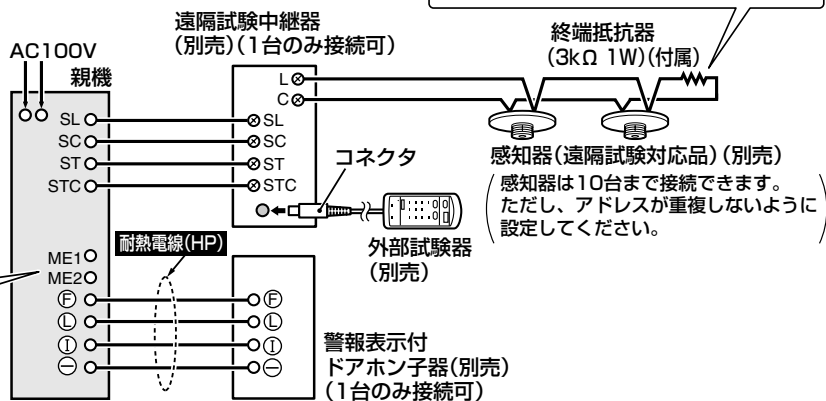 AC100V
親機
SL
SC
ST
STC
ME1
ME2
Ⓕ
Ⓛ
Ⓘ
⊖
遠隔試験中継器
(別売)(1台のみ接続可)
L
C
SL
SC
ST
STC
コネクタ
外部試験器
(別売)
終端抵抗器
(3kΩ 1W)(付属)
感知器(遠隔試験対応品)(別売)
感知器は10台まで接続できます。
ただし、アドレスが重複しないように
設定してください。
耐熱電線(HP)
Ⓕ
Ⓛ
Ⓘ
⊖
警報表示付
ドアホン子器(別売)
(1台のみ接続可)